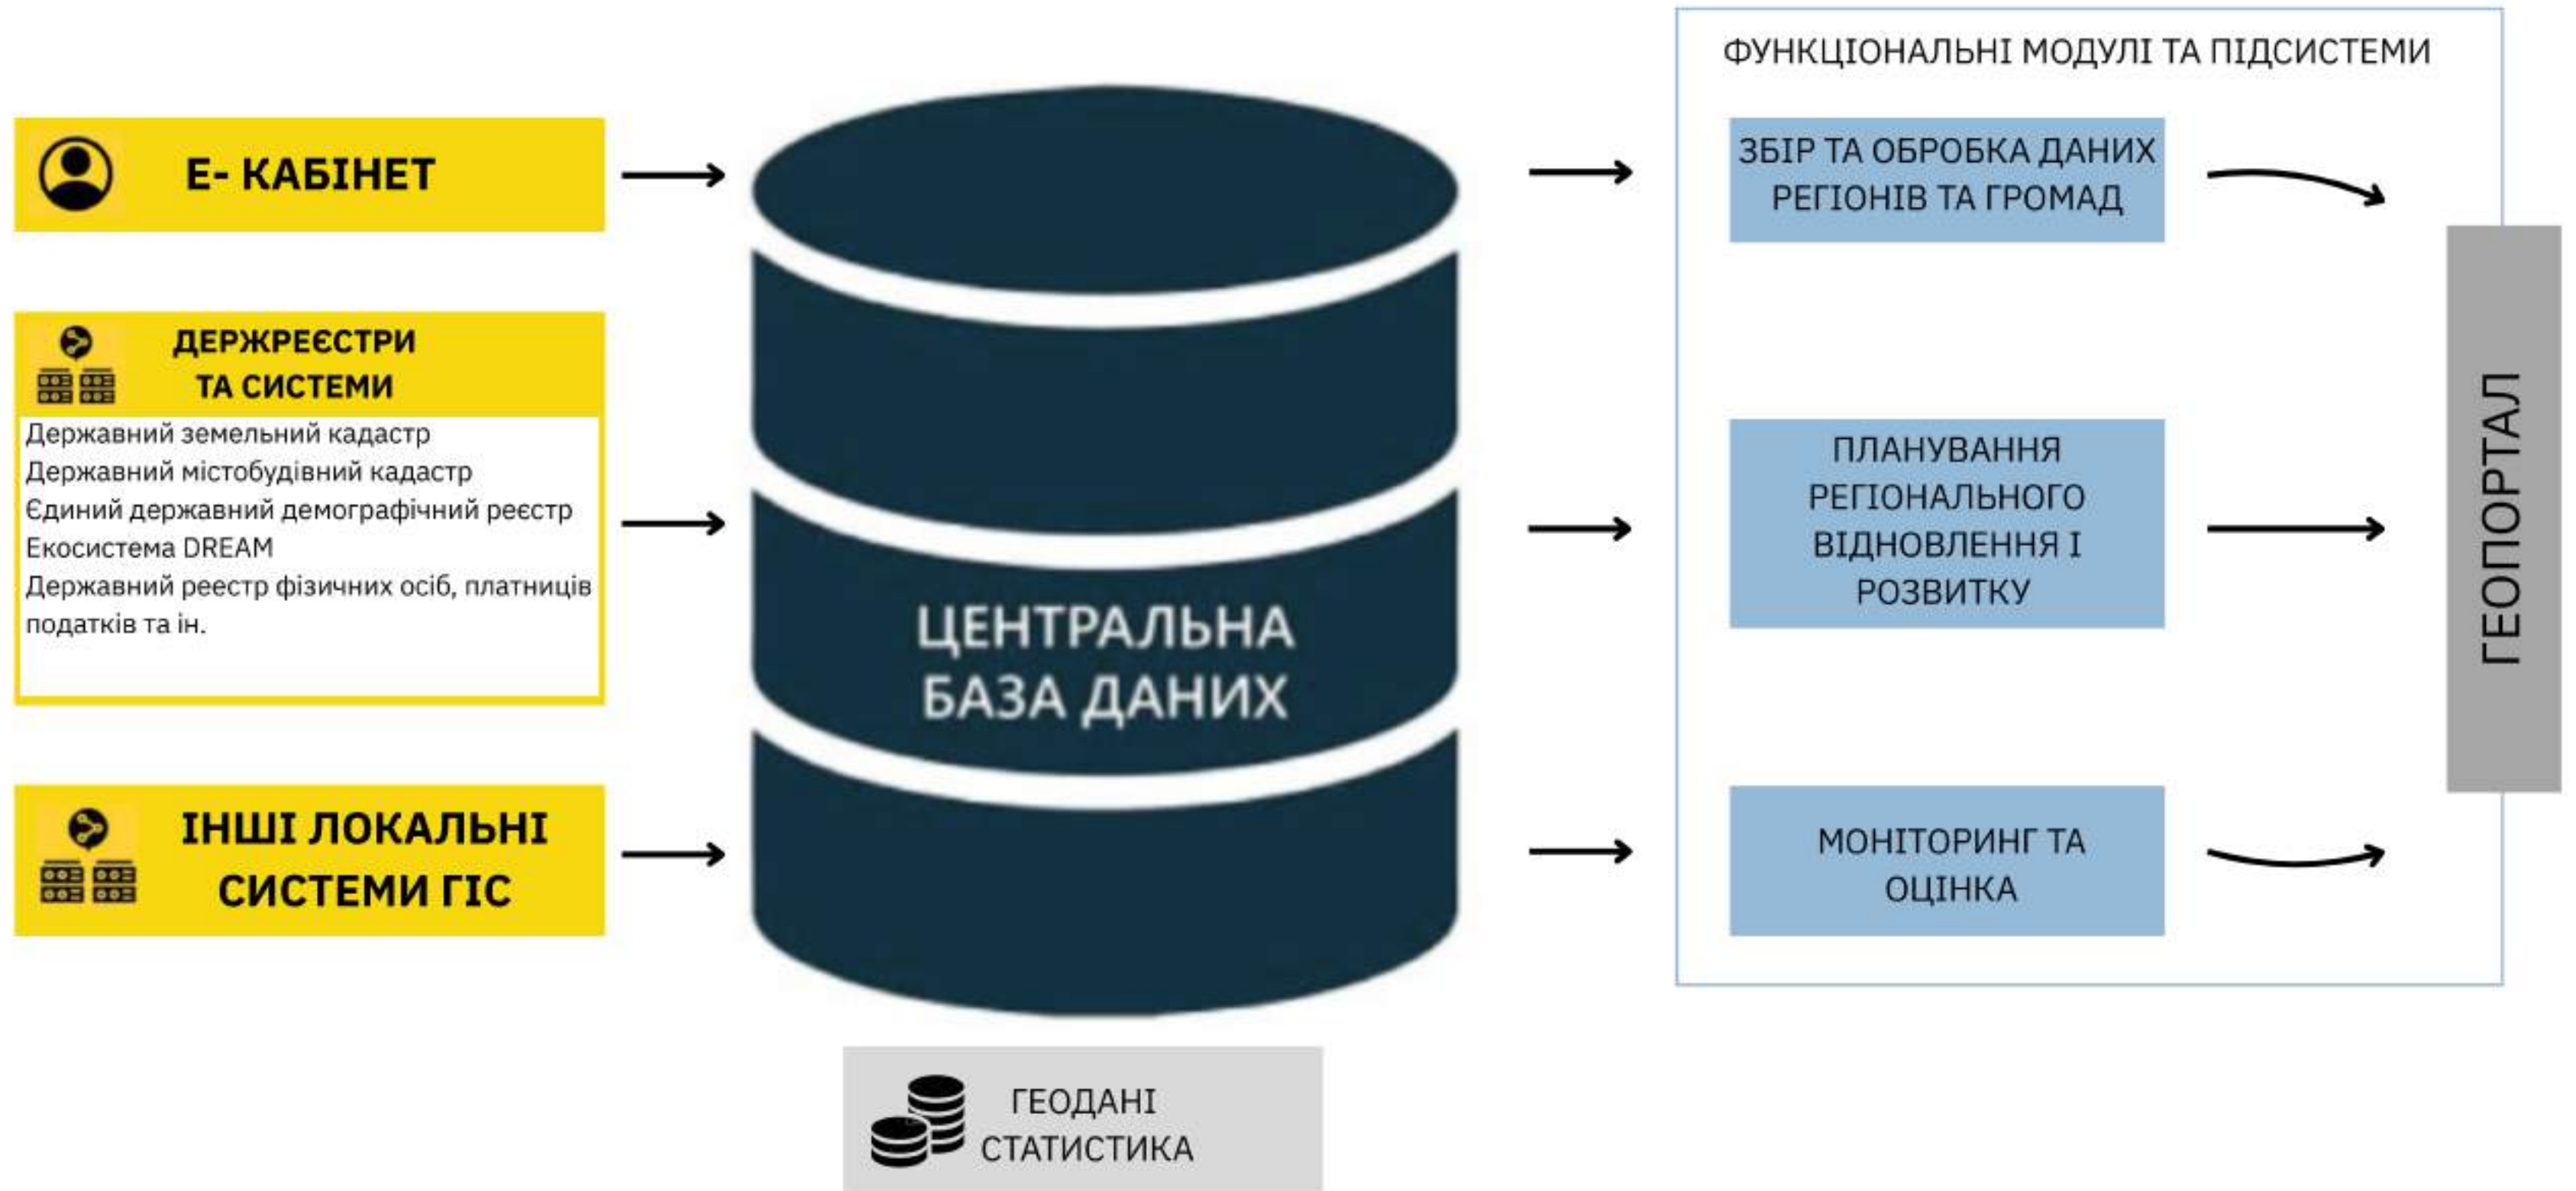 Е- КАБІНЕТ
ДЕРЖРЕЄСТРИ
ТА СИСТЕМИ
Державний земельний кадастр
Державний містобудівний кадастр
Єдиний державний демографічний реєстр
Екосистема DREAM
Державний реестр фізичних осіб, платниців
податків та ін.
ІНШІ ЛОКАЛЬНІ
СИСТЕМИ ГІС
ЦЕНТРАЛЬНА
БАЗА ДАНИХ
ГЕОДАНІ
СТАТИСТИКА
ФУНКЦІОНАЛЬНІ МОДУЛІ ТА ПІДСИСТЕМИ
ЗБІР ТА ОБРОБКА ДАНИХ
РЕГІОНІВ ТА ГРОМАД
ПЛАНУВАННЯ
РЕГІОНАЛЬНОГО
ВІДНОВЛЕННЯ І
РОЗВИТКУ
МОНІТОРИНГ ТА
ОЦІНКА
ГЕОПОРТАЛ